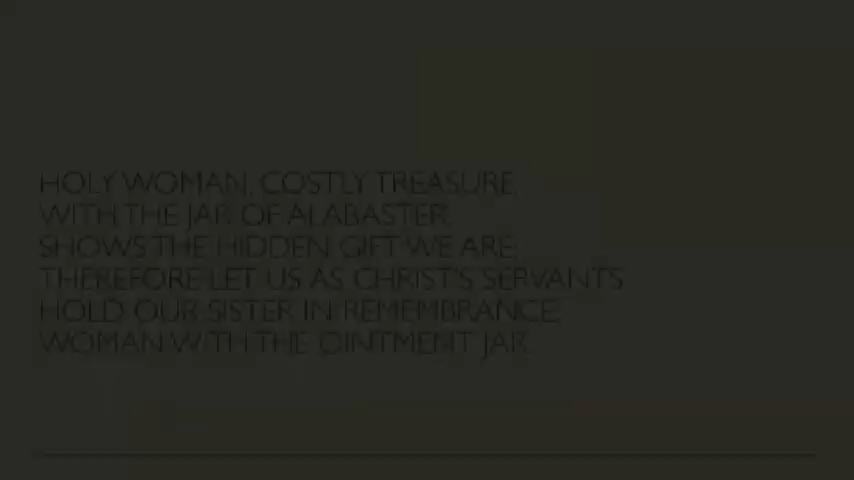 HOLY WOMAN, COSTLY TREASURE
WITH THE JAR OF ALABASTER
SHOWS THE HIDDEN GIFT WE ARE.
THEREFORE LET US AS CHRIST'S SERVANTS
HOLD OUR SISTER IN REMEMBRANCE,
WOMAN WITH THE OINTMENT JAR.